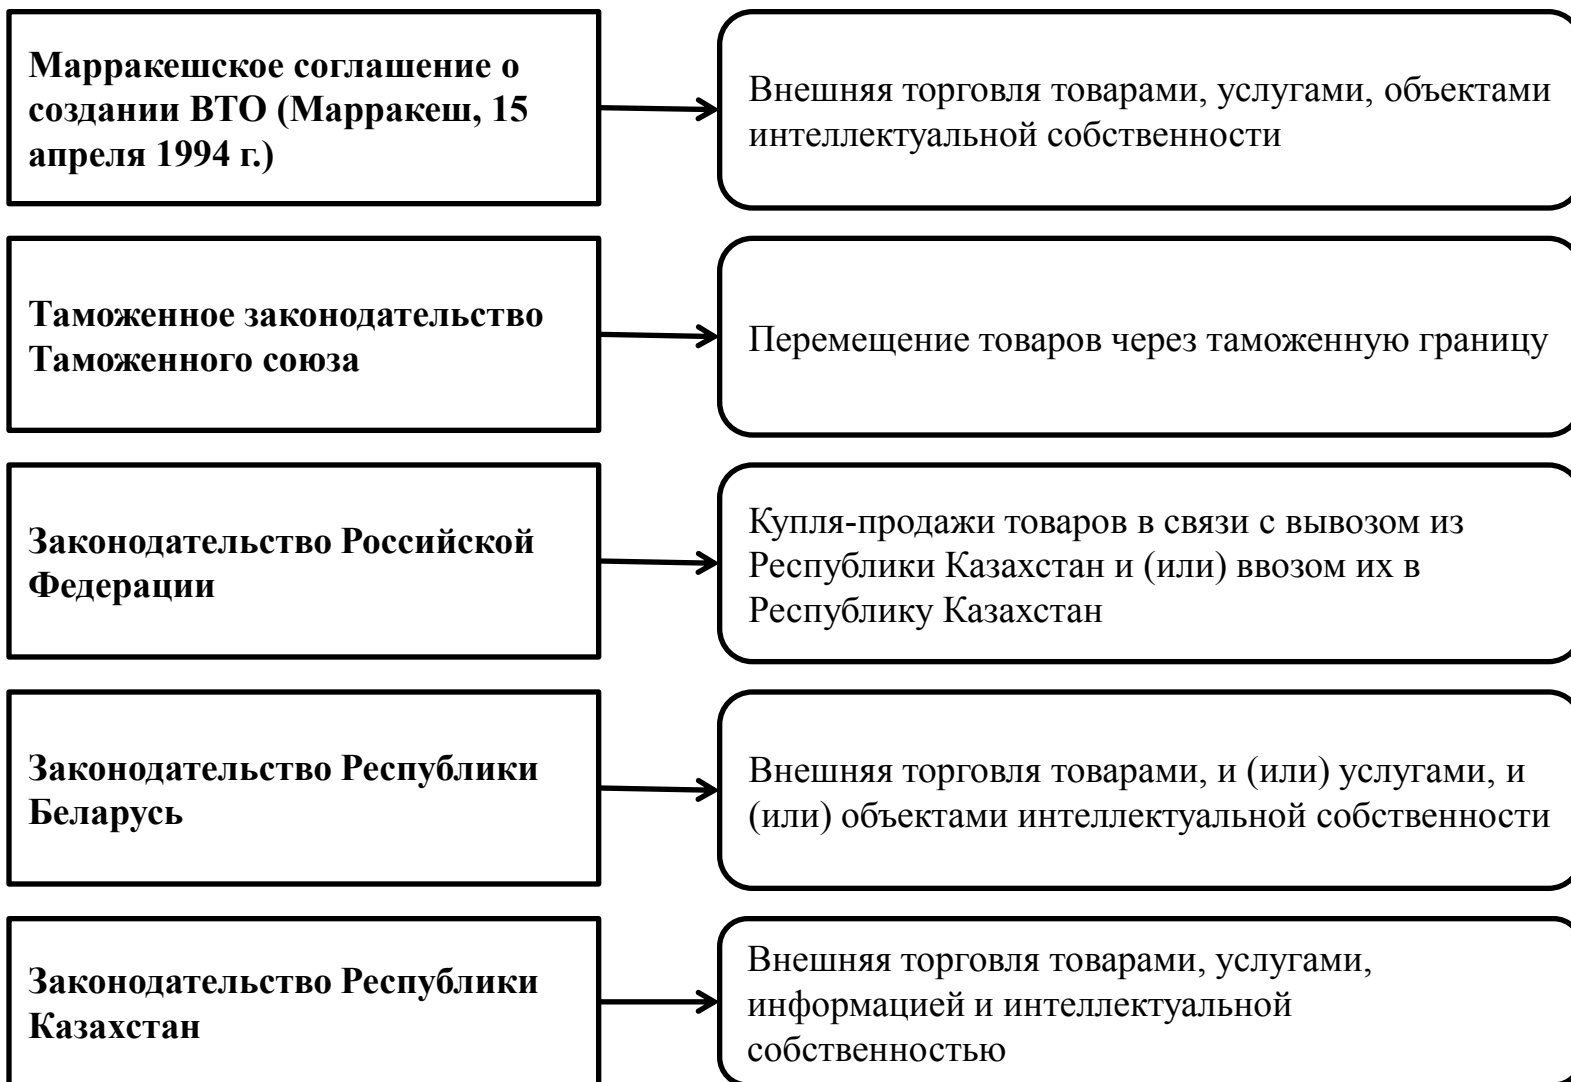 Марракешское соглашение о
создании ВТО (Марракеш, 15
апреля 1994 г.)
Внешняя торговля товарами, услугами, объектами
интеллектуальной собственности
Таможенное законодательство
Таможенного союза
Перемещение товаров через таможенную границу
Законодательство Российской
Федерации
Купля-продажи товаров в связи с вывозом из
Республики Казахстан и (или) ввозом их в
Республику Казахстан
Законодательство Республики
Беларусь
Внешняя торговля товарами, и (или) услугами, и
(или) объектами интеллектуальной собственности
Законодательство Республики
Казахстан
Внешняя торговля товарами, услугами,
информацией и интеллектуальной
собственностью